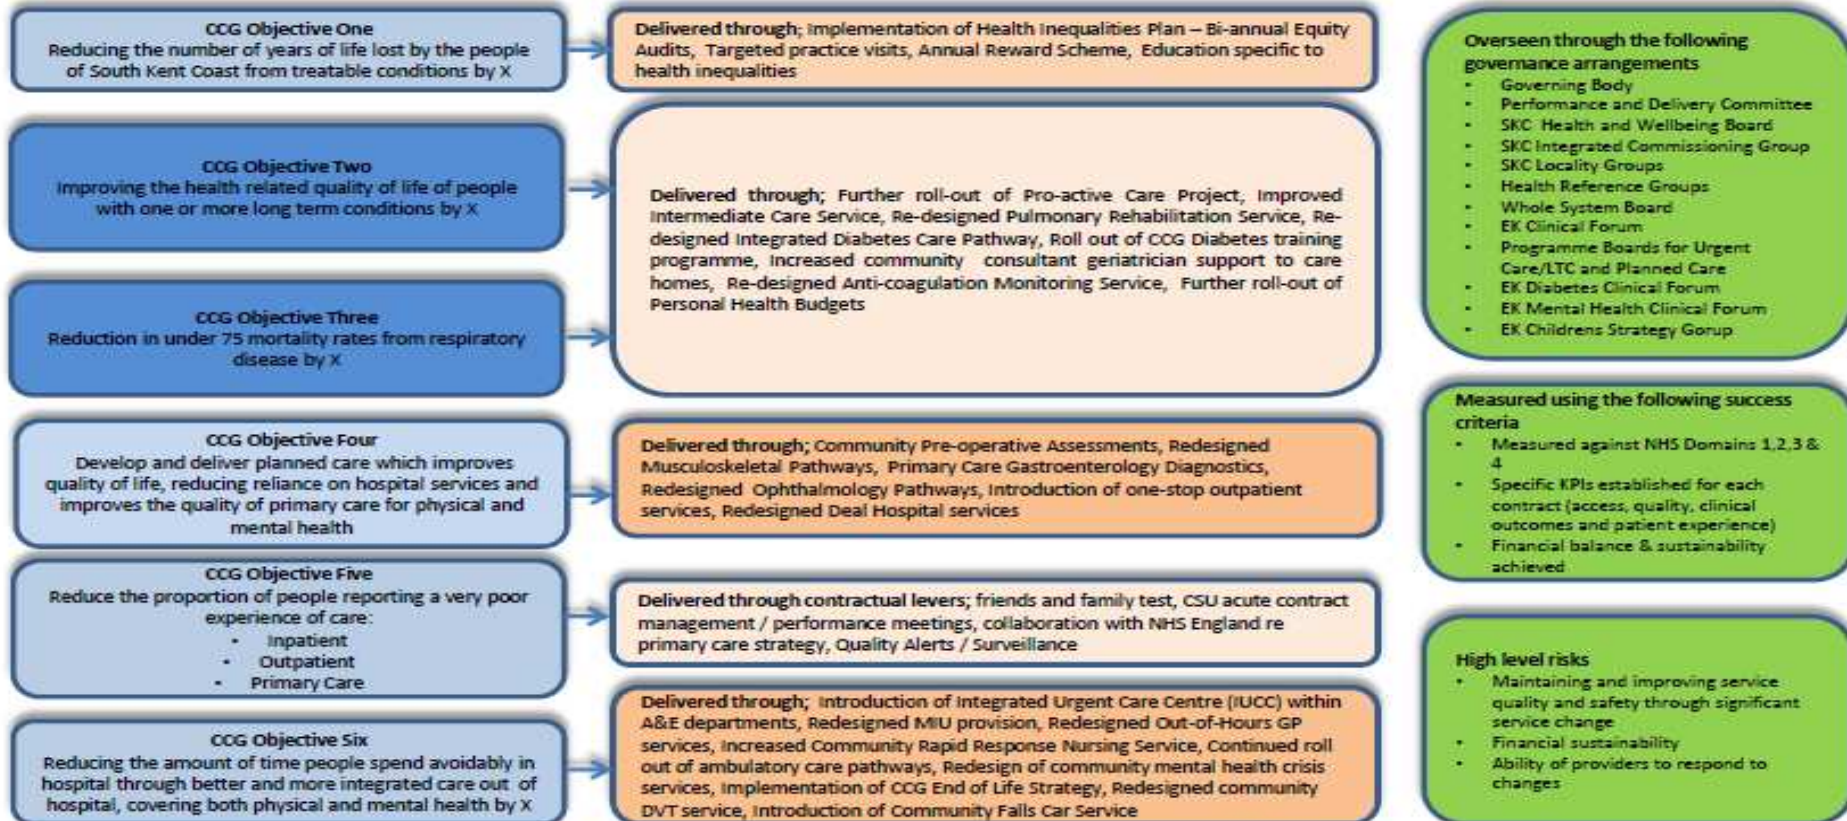 CCG Objective One
Reducing the number of years of life lost by the people
of South Kent Coast from treatable conditions by X
Delivered through; Implementation of Health Inequalities Plan – Bi-annual Equity
Audits, Targeted practice visits, Annual Reward Scheme, Education specific to
health inequalities
CCG Objective Two
Improving the health related quality of life of people
with one or more long term conditions by X
CCG Objective Three
Reduction in under 75 mortality rates from respiratory
disease by X
Delivered through; Further roll-out of Pro-active Care Project, Improved
Intermediate Care Service, Re-designed Pulmonary Rehabilitation Service, Re-
designed Integrated Diabetes Care Pathway, Roll out of CCG Diabetes training
programme, Increased community consultant geriatrician support to care
homes, Re-designed Anti-coagulation Monitoring Service, Further roll-out of
Personal Health Budgets
CCG Objective Four
Develop and deliver planned care which improves
quality of life, reducing reliance on hospital services and
improves the quality of primary care for physical and
mental health
Delivered through; Community Pre-operative Assessments, Redesigned
Musculoskeletal Pathways, Primary Care Gastroenterology Diagnostics,
Redesigned Ophthalmology Pathways, Introduction of one-stop outpatient
services, Redesigned Deal Hospital services
CCG Objective Five
Reduce the proportion of people reporting a very poor
experience of care:
• Inpatient
• Outpatient
• Primary Care
Delivered through contractual levers; friends and family test, CSU acute contract
management / performance meetings, collaboration with NHS England re
primary care strategy, Quality Alerts / Surveillance
CCG Objective Six
Reducing the amount of time people spend avoidably in
hospital through better and more integrated care out of
hospital, covering both physical and mental health by X
Delivered through; Introduction of Integrated Urgent Care Centre (IUCC) within
A&E departments, Redesigned MIU provision, Redesigned Out-of-Hours GP
services, Increased Community Rapid Response Nursing Service, Continued roll
out of ambulatory care pathways, Redesign of community mental health crisis
services, Implementation of CCG End of Life Strategy, Redesigned community
DVT service, Introduction of Community Falls Car Service
Overseen through the following
governance arrangements
• Governing Body
• Performance and Delivery Committee
• SKC Health and Wellbeing Board
• SKC Integrated Commissioning Group
• SKC Locality Groups
• Health Reference Groups
• Whole System Board
• EK Clinical Forum
• Programme Boards for Urgent
Care/LTC and Planned Care
• EK Diabetes Clinical Forum
• EK Mental Health Clinical Forum
• EK Childrens Strategy Gorup
Measured using the following success
criteria
• Measured against NHS Domains 1,2,3 &
4
• Specific KPIs established for each
contract (access, quality, clinical
outcomes and patient experience)
• Financial balance & sustainability
achieved
High level risks
• Maintaining and improving service
quality and safety through significant
service change
• Financial sustainability
• Ability of providers to respond to
changes